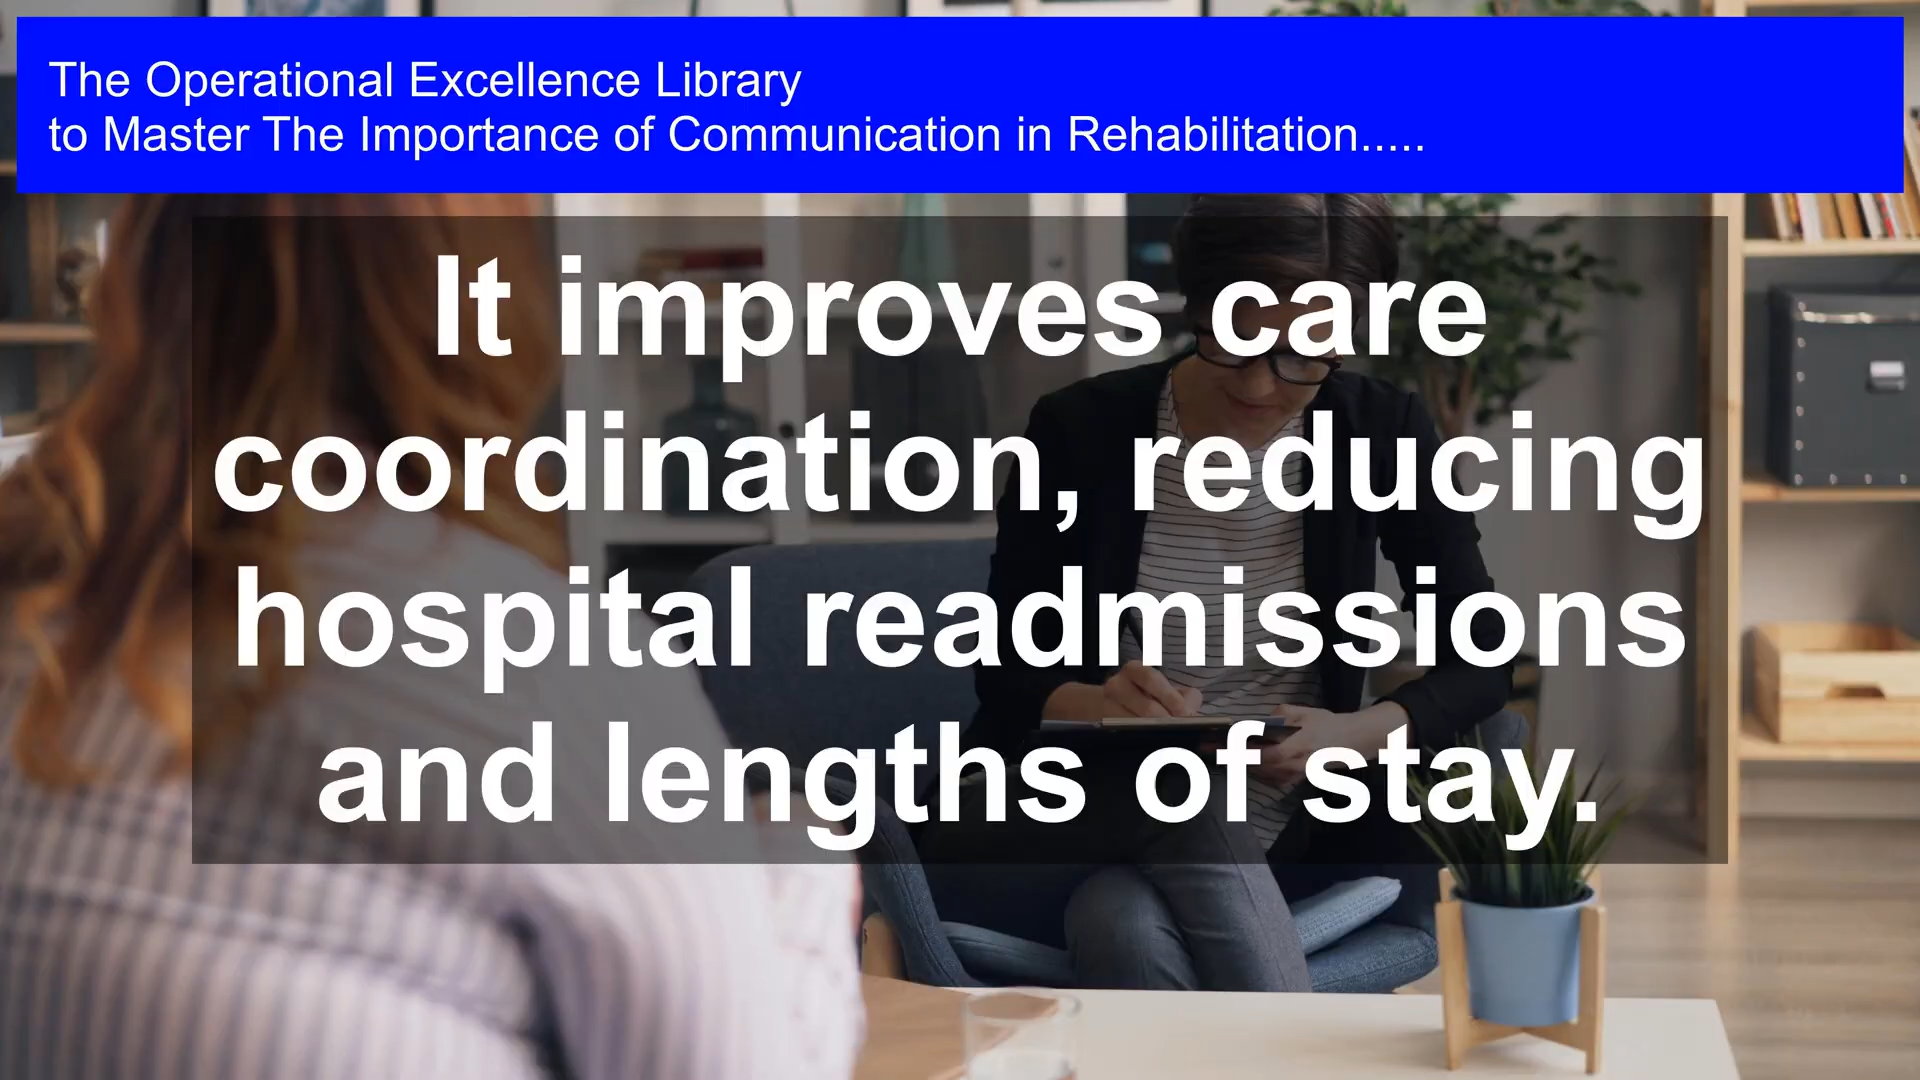 The Operational Excellence Library
to Master The Importance of Communication in Rehabilitation.....
It improves care
coordination, reducing
hospital readmissions
and lengths of stay.